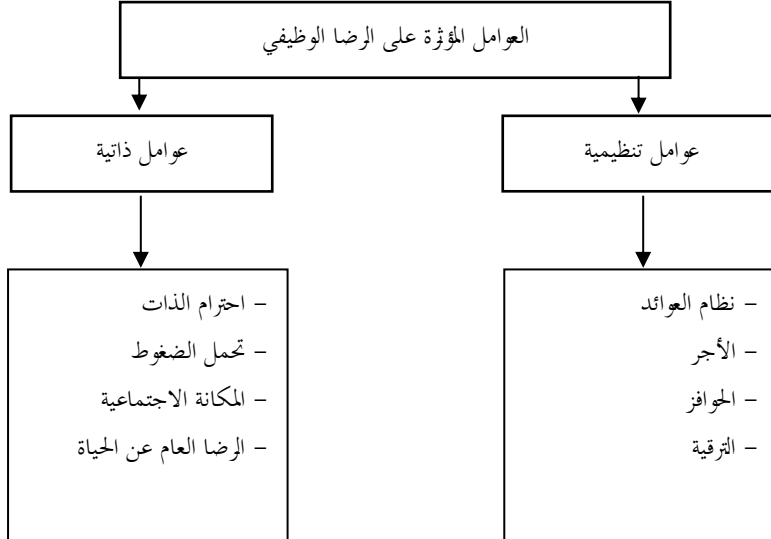 العوامل المؤثرة على الرضا الوظيفي
عوامل تنظيمية
عوامل ذاتية
– نظام العوائد
– الأجر
– الحوافز
– الترقية
– احترام الذات
– تحمل الضغوط
– المكانة الاجتماعية
– الرضا العام عن الحياة